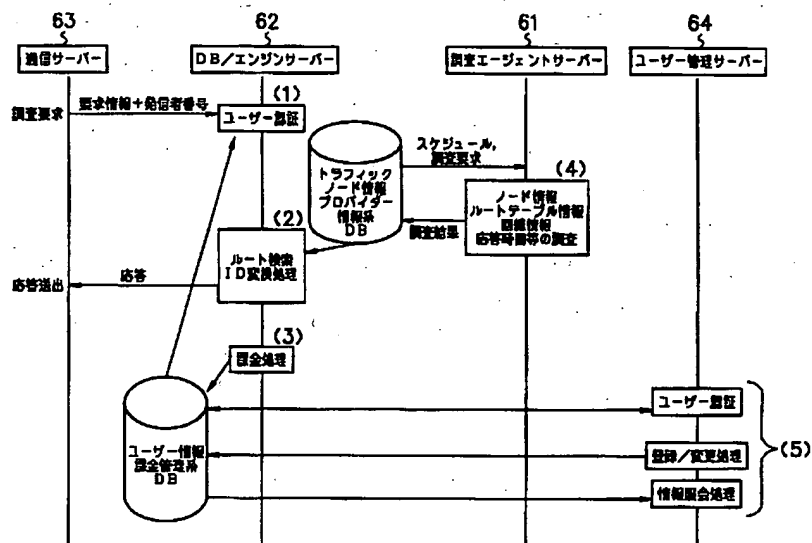 63
62
61
64
通信サーバー
DB/エンジンサーバー
調査エージェントサーバー
ユーザー管理サーバー
調査要求
要求情報+発信者番号
(1)
ユーザー認証
トラフィック
ノード情報
プロバイダー
情報系
DB
スケジュール,
調査要求
(4)
ノード情報
ルートテーブル情報
回線情報
応答時間等の調査
調査結果
(2)
ルート検索
ID変換処理
応答
応答送出
(3)
課金処理
ユーザー情報
課金管理系
DB
ユーザー認証
登録/変更処理
情報照会処理
(5)